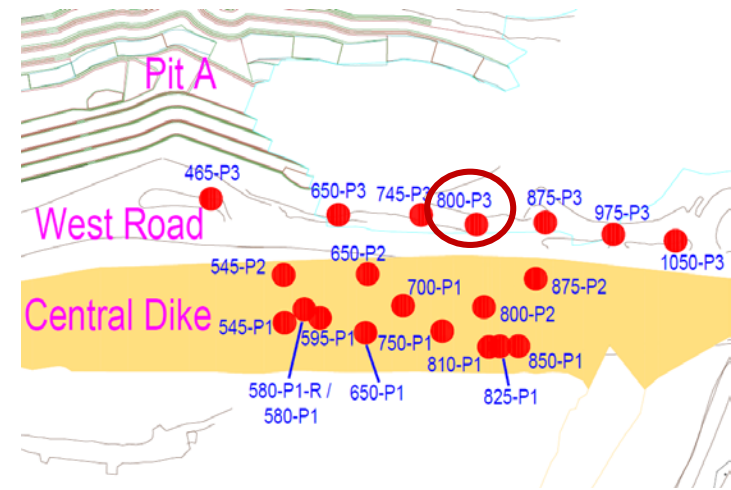 Pit A
465-P3
650-P3
745-P3
800-P3
875-P3
975-P3
1050-P3
West Road
545-P2
650-P2
875-P2
700-P1
800-P2
Central Dike
545-P1
595-P1
750-P1
810-P1
850-P1
580-P1-R /
580-P1
650-P1
825-P1